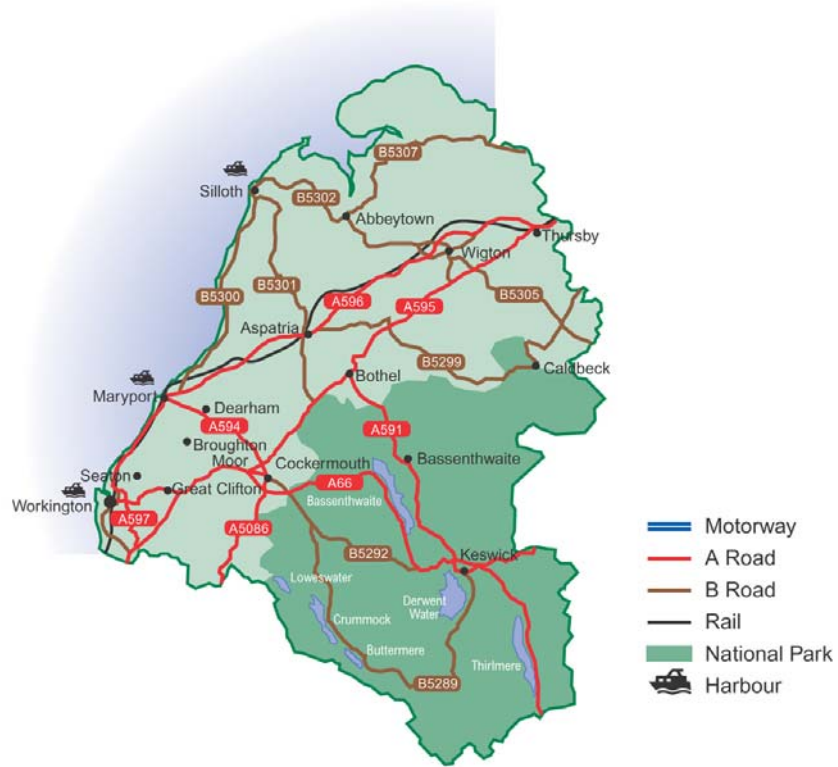 B5307
Silloth
B5302
Abbeytown
Thursby
Wigton
B5300
B5301
A596
A595
B5305
Aspatria
B5299
Caldbeck
Bothel
Maryport
Dearham
A594
A591
Broughton
Moor
Cockermouth
Bassenthwaite
Seaton
Great Clifton
A66
Workington
Bassenthwaite
A597
A5086
B5292
Keswick
Loweswater
Derwent
Water
Crummock
Buttermere
Thirlmere
B5289
Motorway
A Road
B Road
Rail
National Park
Harbour